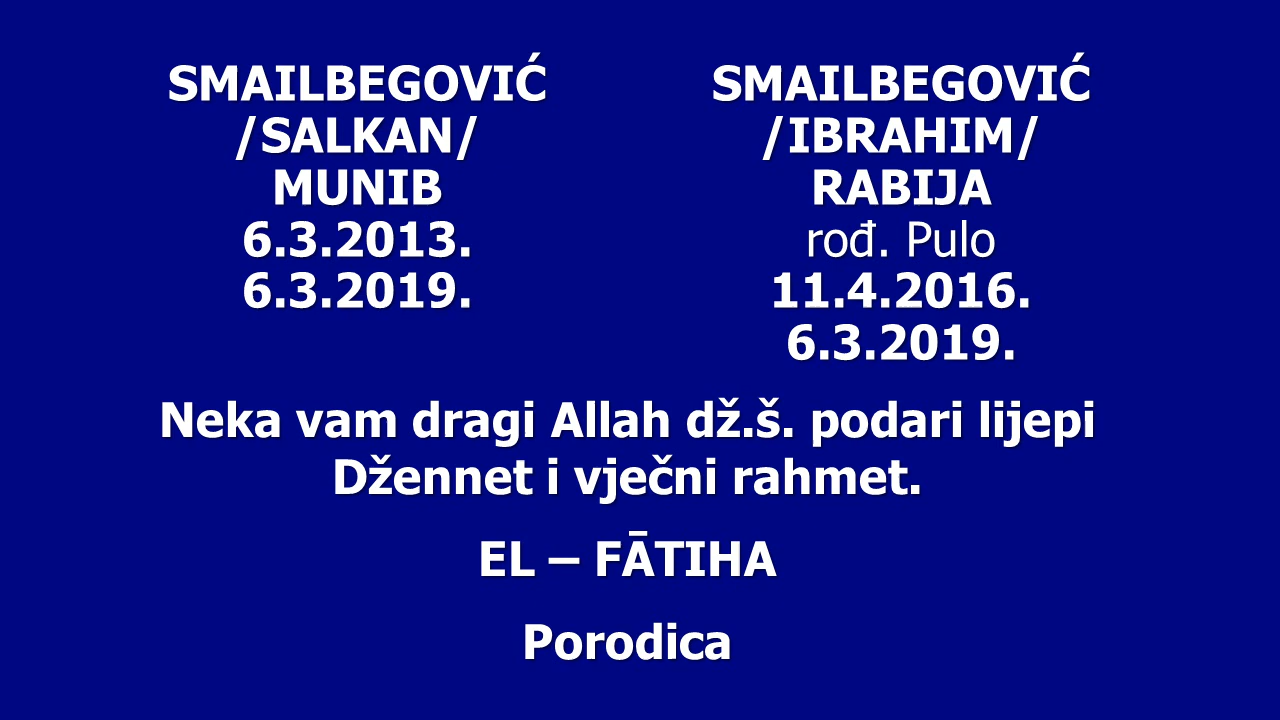 SMAILBEGOVIĆ
/SALKAN/
MUNIB
6.3.2013.
6.3.2019.
SMAILBEGOVIĆ
/IBRAHIM/
RABIJA
rođ. Pulo
11.4.2016.
6.3.2019.
Neka vam dragi Allah dž.š. podari lijepi
Džennet i vječni rahmet.
EL – FĀTIHA
Porodica